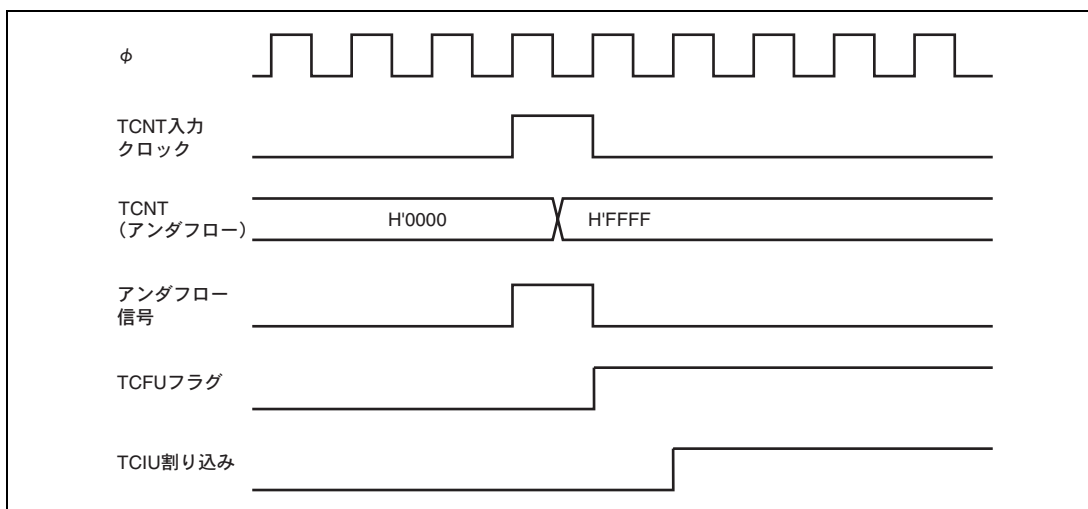 φ
TCNT入力
クロック
TCNT
（アンダフロー）
H'0000
H'FFFF
アンダフロー
信号
TCFUフラグ
TCIU割り込み